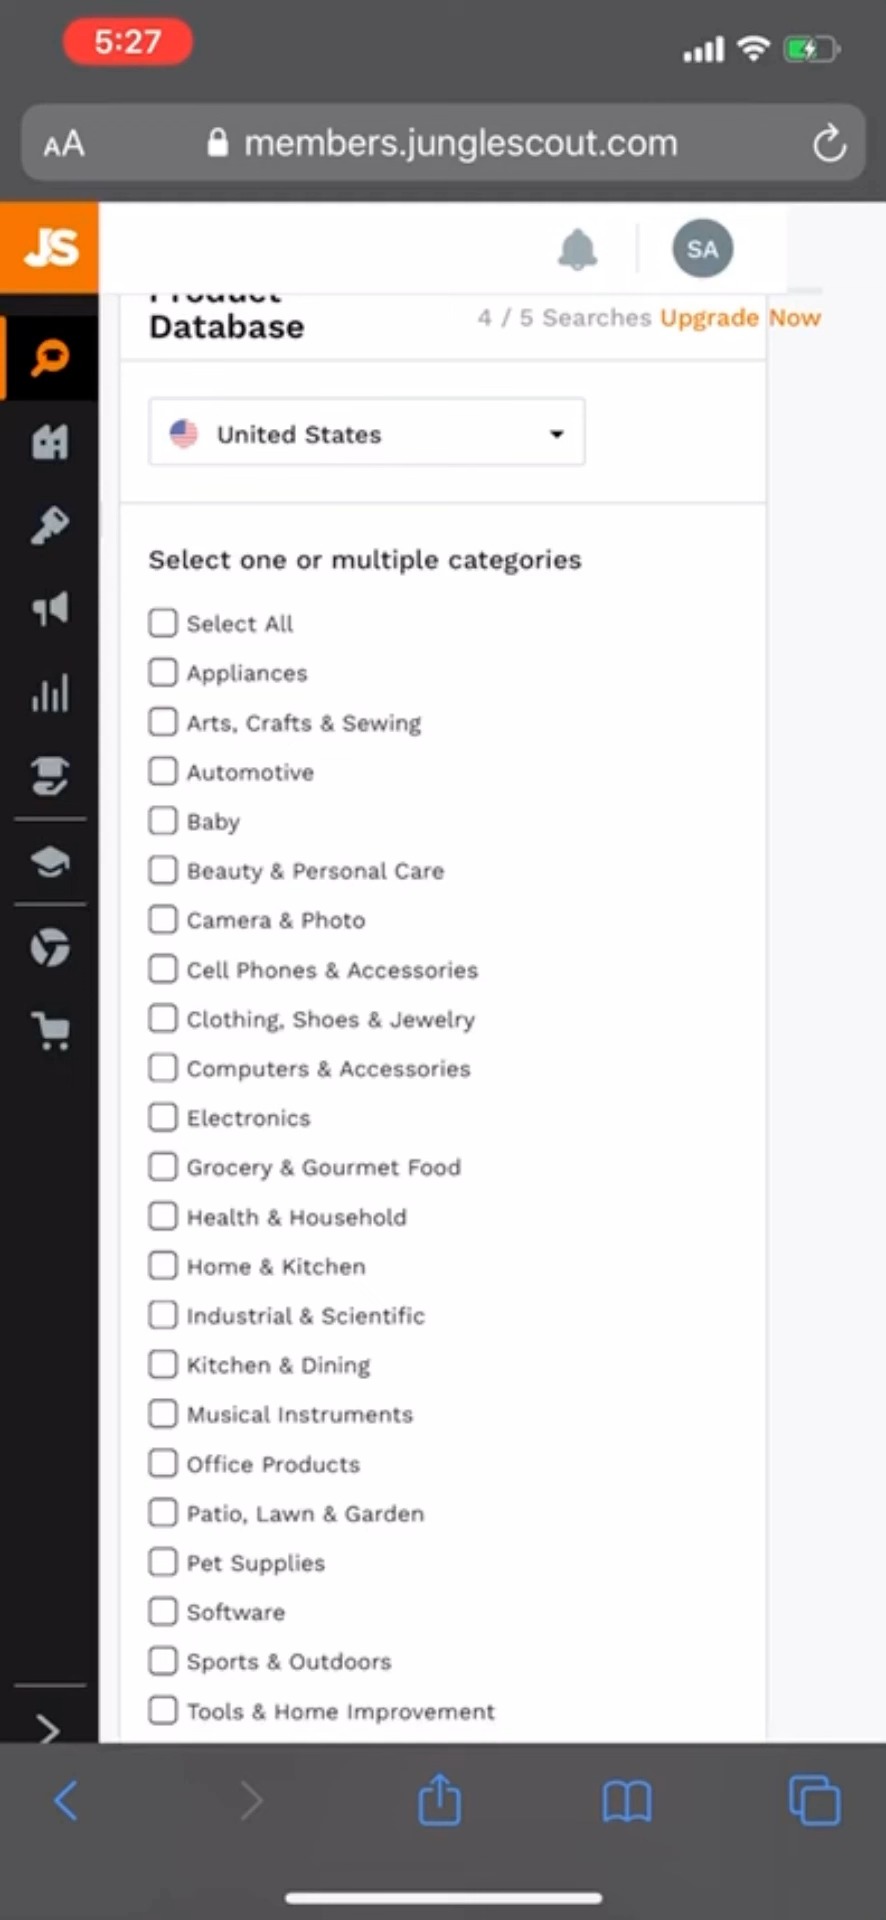 5:27
AA members.junglescout.com
JS
SA
Product
Database
4 / 5 Searches Upgrade Now
United States
Select one or multiple categories
Select All
Appliances
Arts, Crafts & Sewing
Automotive
Baby
Beauty & Personal Care
Camera & Photo
Cell Phones & Accessories
Clothing, Shoes & Jewelry
Computers & Accessories
Electronics
Grocery & Gourmet Food
Health & Household
Home & Kitchen
Industrial & Scientific
Kitchen & Dining
Musical Instruments
Office Products
Patio, Lawn & Garden
Pet Supplies
Software
Sports & Outdoors
Tools & Home Improvement